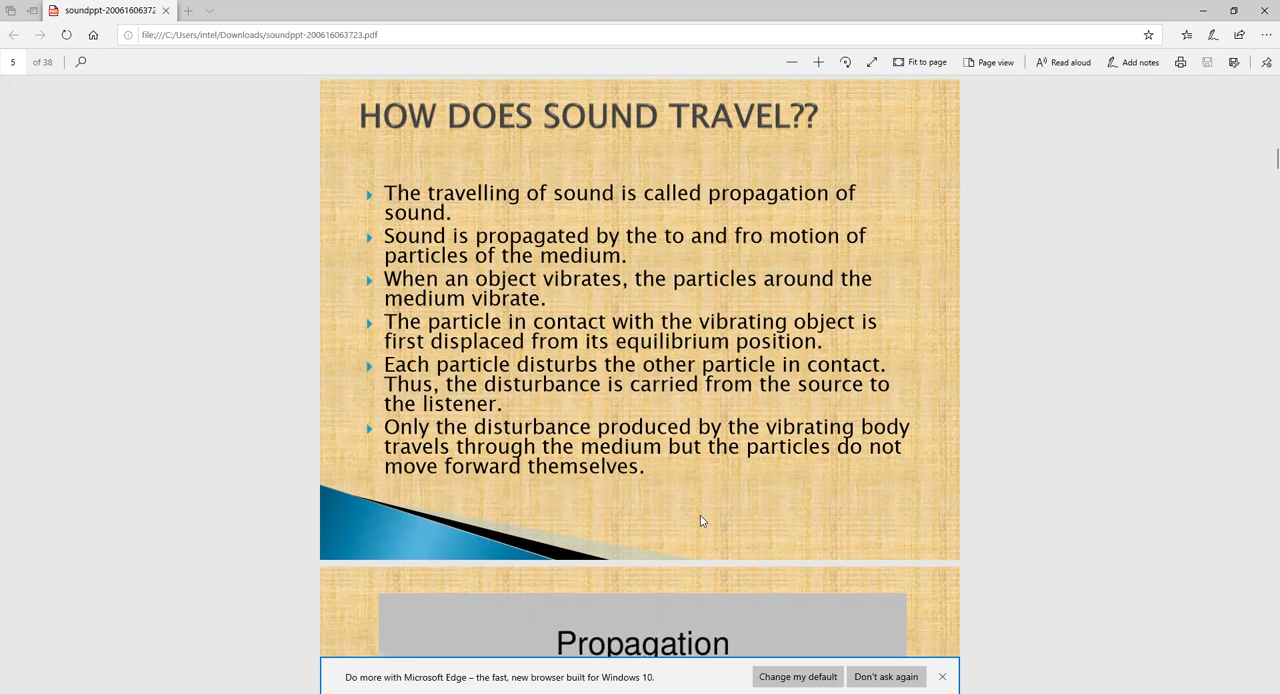 soundppt-200616063723
file:///C:/Users/intel/Downloads/soundppt-200616063723.pdf
5 of 38
Fit to page
Page view
Read aloud
Add notes
HOW DOES SOUND TRAVEL??
The travelling of sound is called propagation of
sound.
Sound is propagated by the to and fro motion of
particles of the medium.
When an object vibrates, the particles around the
medium vibrate.
The particle in contact with the vibrating object is
first displaced from its equilibrium position.
Each particle disturbs the other particle in contact.
Thus, the disturbance is carried from the source to
the listener.
Only the disturbance produced by the vibrating body
travels through the medium but the particles do not
move forward themselves.
Propagation
Do more with Microsoft Edge – the fast, new browser built for Windows 10.
Change my default
Don't ask again